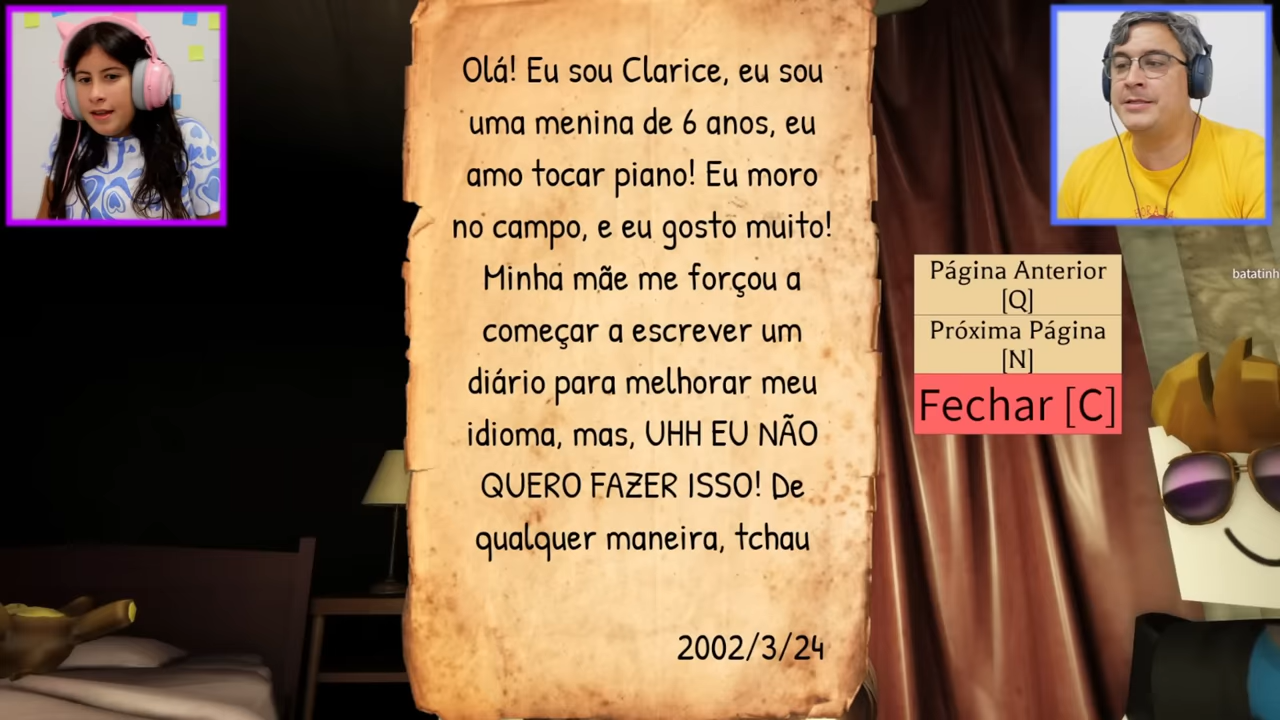 Olá! Eu sou Clarice, eu sou
uma menina de 6 anos, eu
amo tocar piano! Eu moro
no campo, e eu gosto muito!
Minha mãe me forçou a
começar a escrever um
diário para melhorar meu
idioma, mas, UHH EU NÃO
QUERO FAZER ISSO! De
qualquer maneira, tchau
2002/3/24
Página Anterior
[Q]
Próxima Página
[N]
Fechar [C]
batatinh